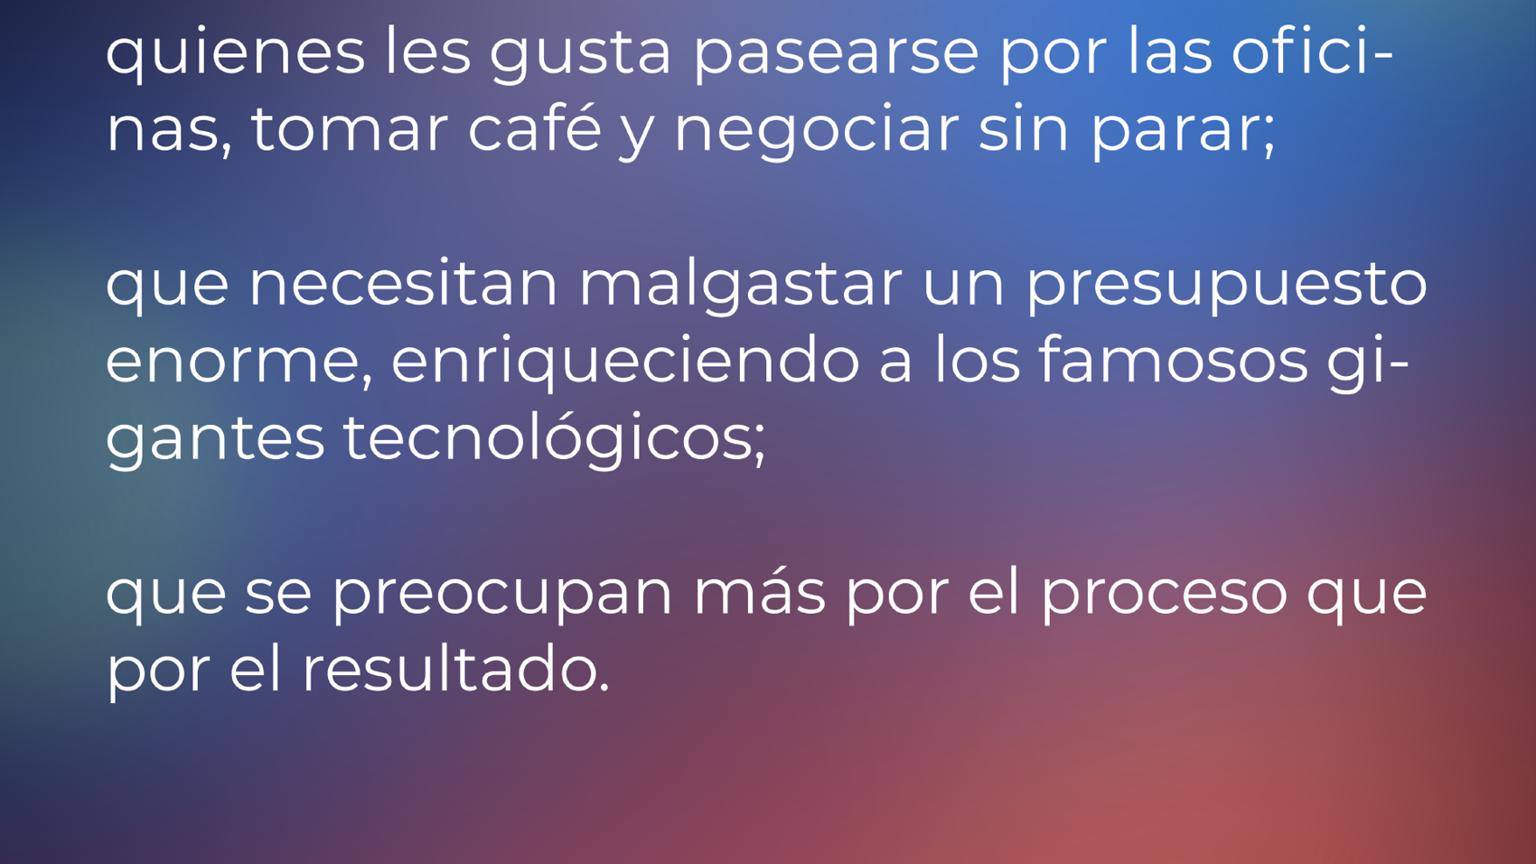 quienes les gusta pasearse por las ofici-
nas, tomar café y negociar sin parar;
que necesitan malgastar un presupuesto
enorme, enriqueciendo a los famosos gi-
gantes tecnológicos;
que se preocupan más por el proceso que
por el resultado.